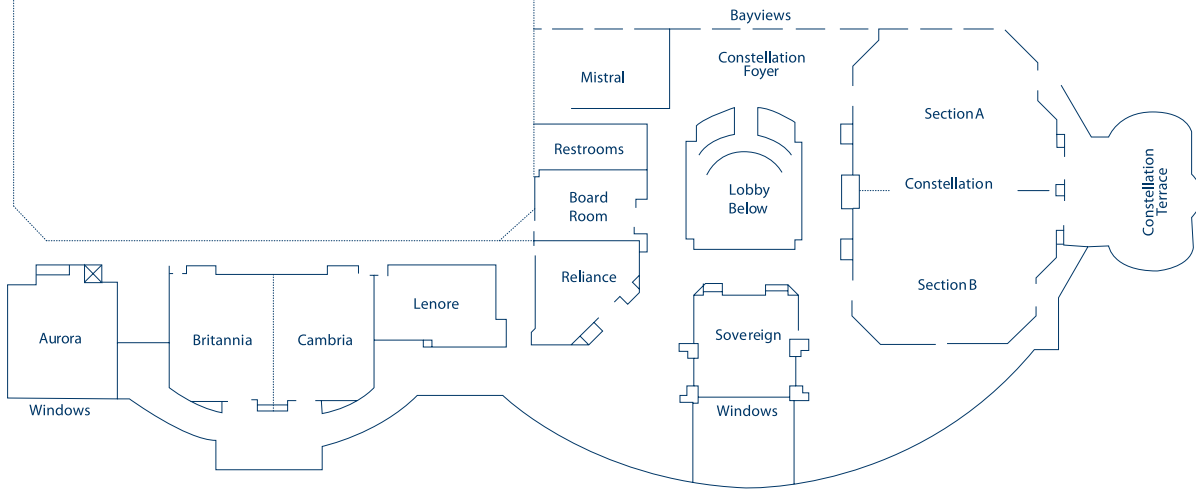 Bayviews
Constellation
Foyer
Mistral
Section A
Restrooms
Constellation
Lobby
Below
Board
Room
Constellation
Terrace
Reliance
Section B
Lenore
Aurora
Britannia
Cambria
Sovereign
Windows
Windows